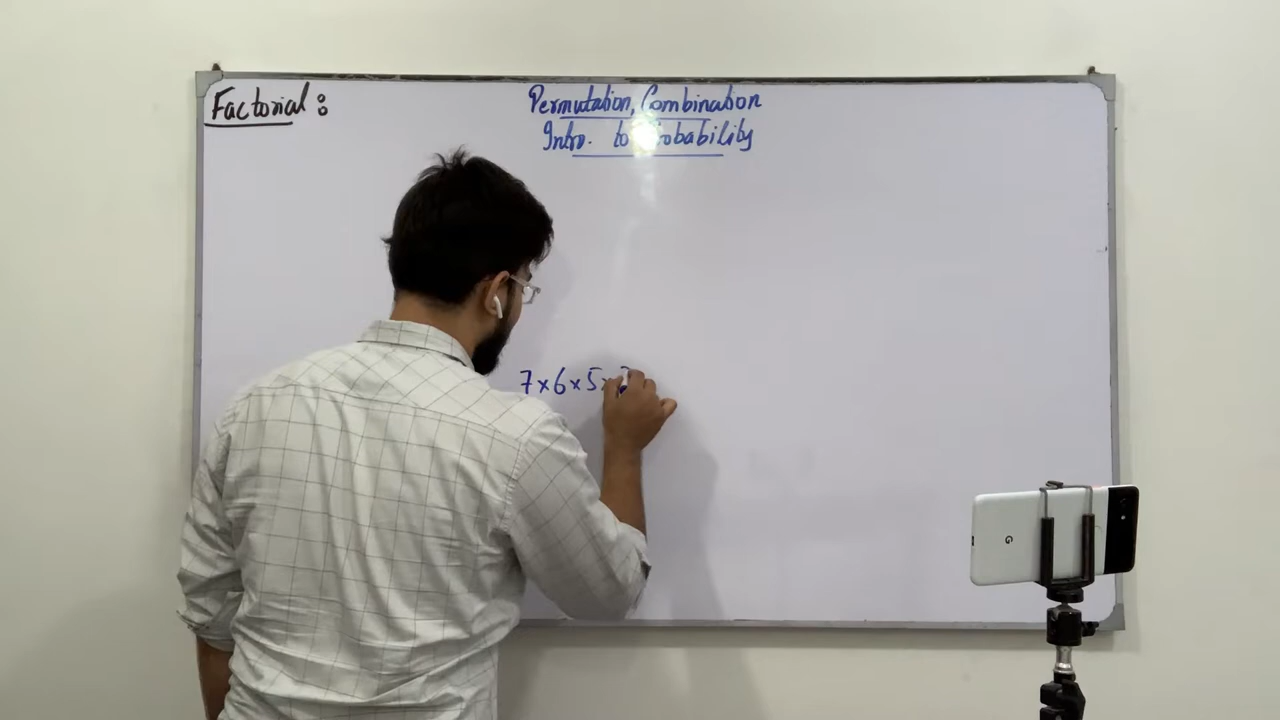 Factorial :
Permutation, Combination
Intro. to Probability
7×6×5×
G